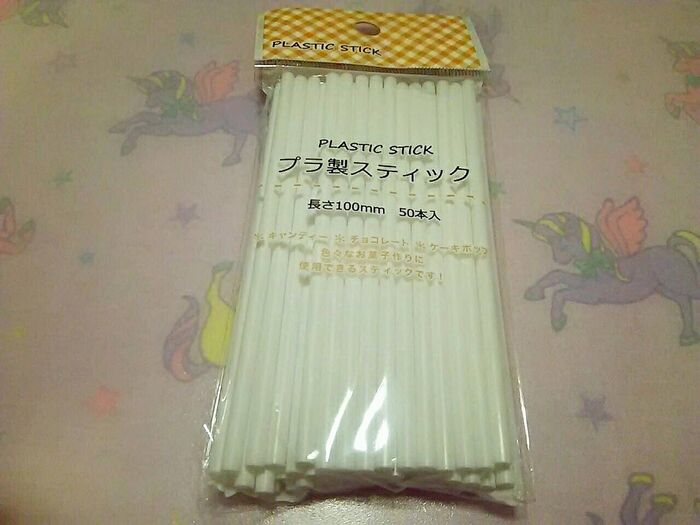 PLASTIC STICK
PLASTIC STICK
プラ製スティック
長さ100mm 50本入
※ キャンディー ※ チョコレート ※ ケーキポップ
色々なお菓子作りに
使用できるスティックです!